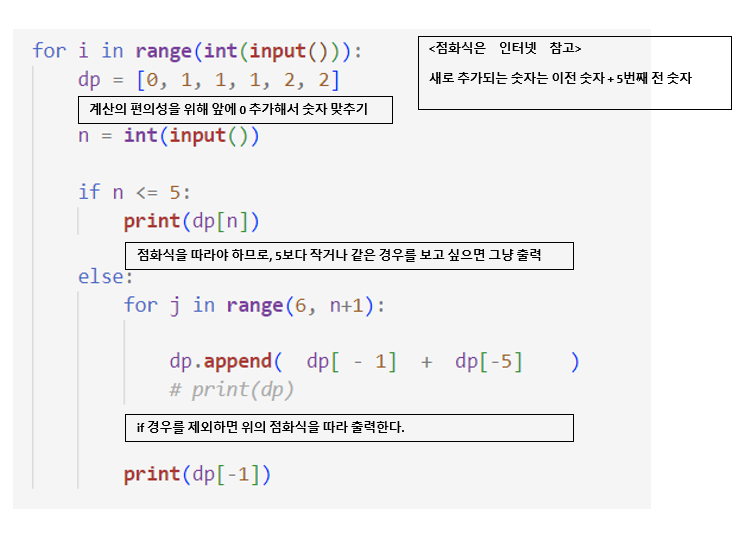 for i in range(int(input())):
<점화식은 인터넷 참고>
dp = [0, 1, 1, 1, 2, 2]
새로 추가되는 숫자는 이전 숫자 + 5번째 전 숫자
계산의 편의성을 위해 앞에 0 추가해서 숫자 맞추기
n = int(input())
if n <= 5:
print(dp[n])
점화식을 따라야 하므로, 5보다 작거나 같은 경우를 보고 싶으면 그냥 출력
else:
for j in range(6, n+1):
dp.append( dp[ - 1] + dp[-5] )
# print(dp)
if 경우를 제외하면 위의 점화식을 따라 출력한다.
print(dp[-1])